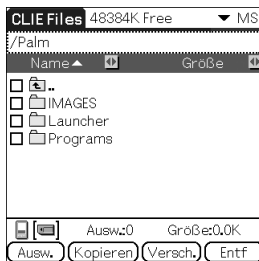 CLIE Files 48384K Free MS
/Palm
Name Größe
..
IMAGES
Launcher
Programs
Ausw.:0 Größe:0.0K
Ausw. Kopieren Versch. Entf